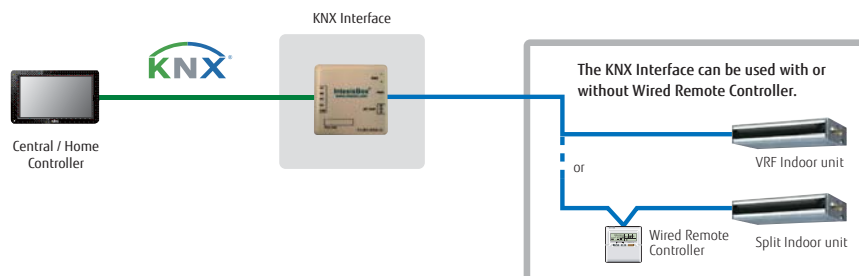 KNX Interface
KNX®
IntesisBox®
The KNX Interface can be used with or
without Wired Remote Controller.
Central / Home
Controller
VRF Indoor unit
or
Wired Remote
Controller
Split Indoor unit